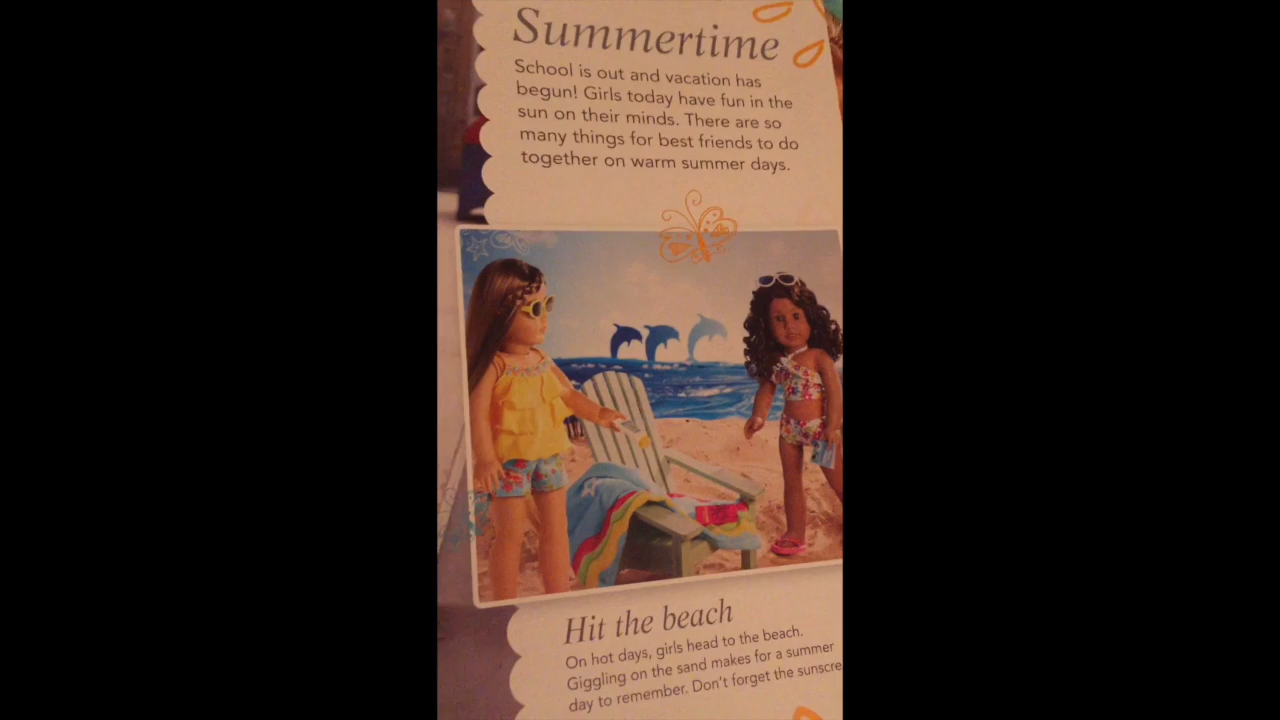 Summertime
School is out and vacation has
begun! Girls today have fun in the
sun on their minds. There are so
many things for best friends to do
together on warm summer days.
Hit the beach
On hot days, girls head to the beach.
Giggling on the sand makes for a summer
day to remember. Don't forget the sunscre